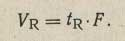 V_R = t_R · F.